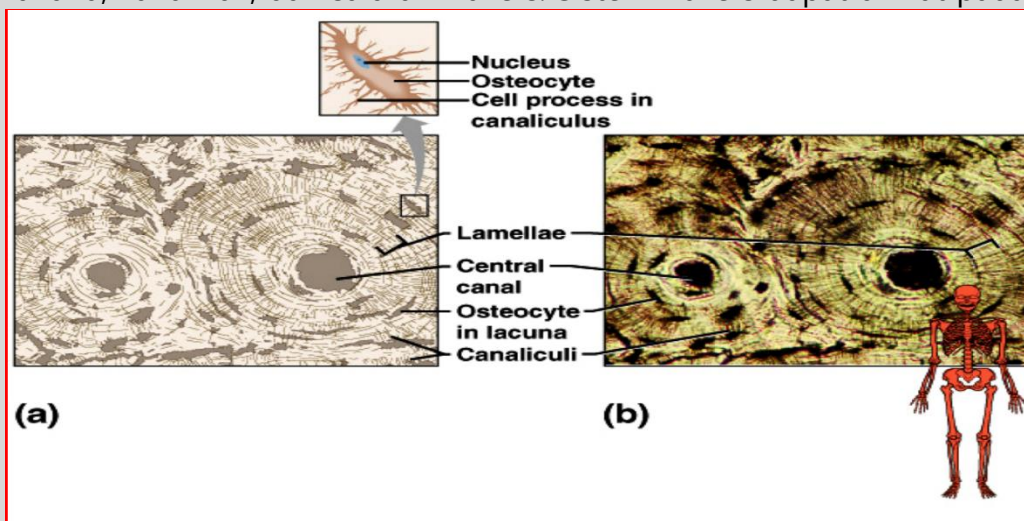 Nucleus
Osteocyte
Cell process in
canaliculus
Lamellae
Central
canal
Osteocyte
in lacuna
Canaliculi
(a)
(b)